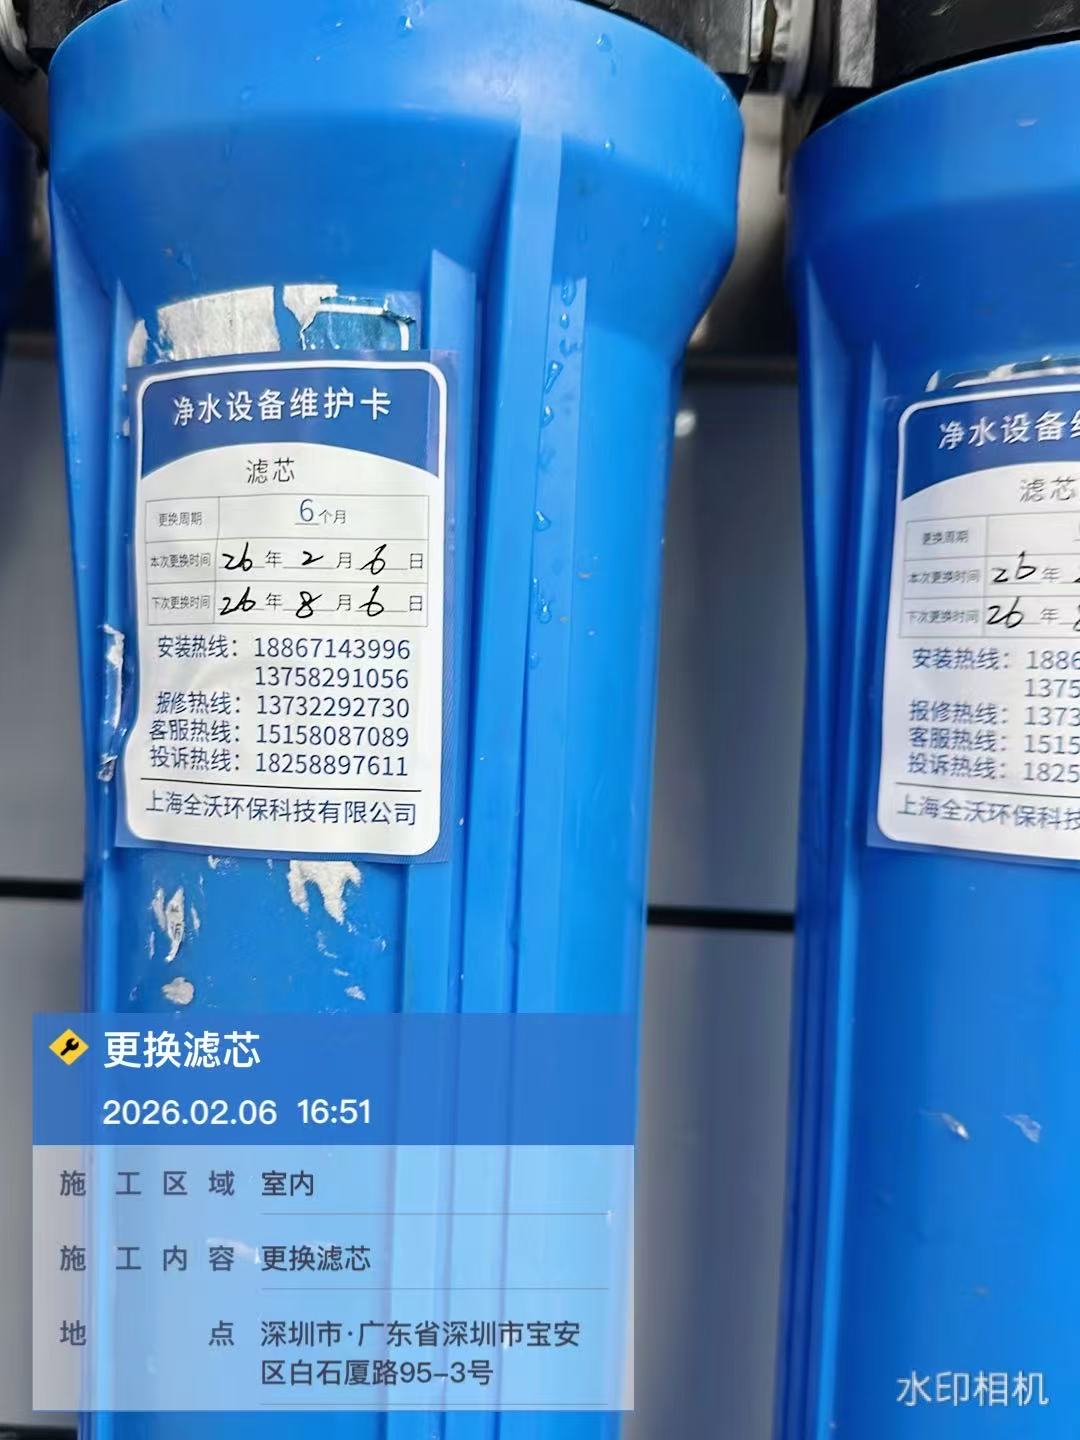 净水设备维护卡
滤芯
更换周期 6个月
本次更换时间 26年2月6日
下次更换时间 26年8月6日
安装热线：18867143996
13758291056
报修热线：13732292730
客服热线：15158087089
投诉热线：18258897611
上海全沃环保科技有限公司
净水设备维
滤芯
更换周期
本次更换时间 26年
下次更换时间 26年
安装热线：1886
1375
报修热线：1373
客服热线：1515
投诉热线：1825
上海全沃环保科技
更换滤芯
2026.02.06 16:51
施工区域 室内
施工内容 更换滤芯
地点 深圳市·广东省深圳市宝安
区白石厦路95-3号
水印相机